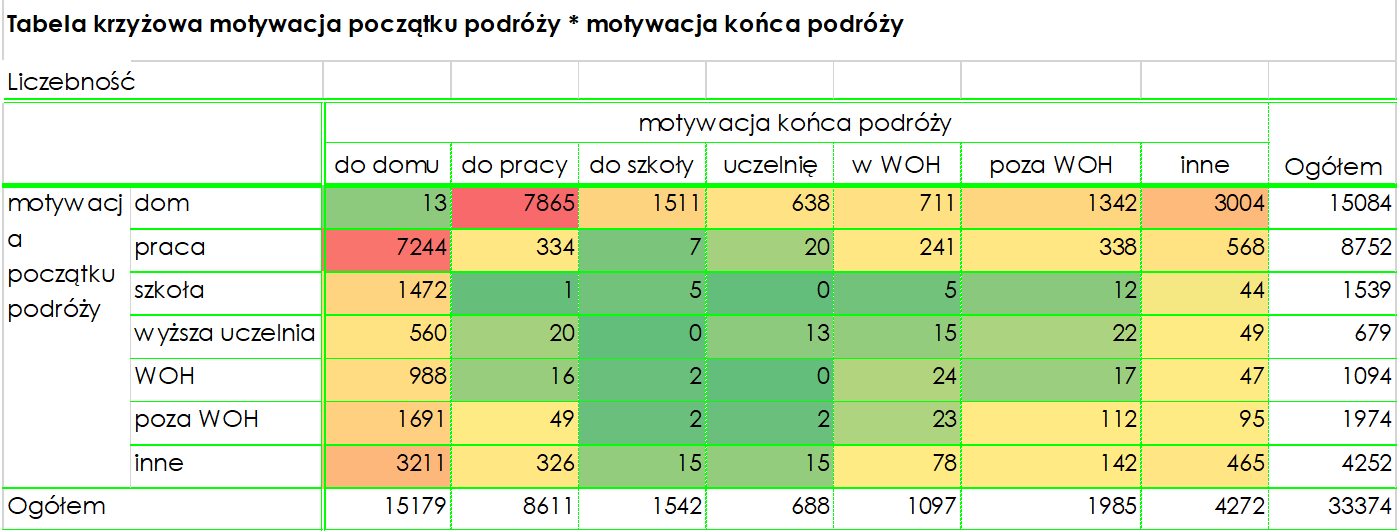 Tabela krzyżowa motywacja początku podróży * motywacja końca podróży
Liczebność
motywacja końca podróży
do domu do pracy do szkoły uczelnię w WOH poza WOH inne Ogółem
motywacj a początku podróży
dom 13 7865 1511 638 711 1342 3004 15084
praca 7244 334 7 20 241 338 568 8752
szkoła 1472 1 5 0 5 12 44 1539
wyższa uczelnia 560 20 0 13 15 22 49 679
WOH 988 16 2 0 24 17 47 1094
poza WOH 1691 49 2 2 23 112 95 1974
inne 3211 326 15 15 78 142 465 4252
Ogółem 15179 8611 1542 688 1097 1985 4272 33374